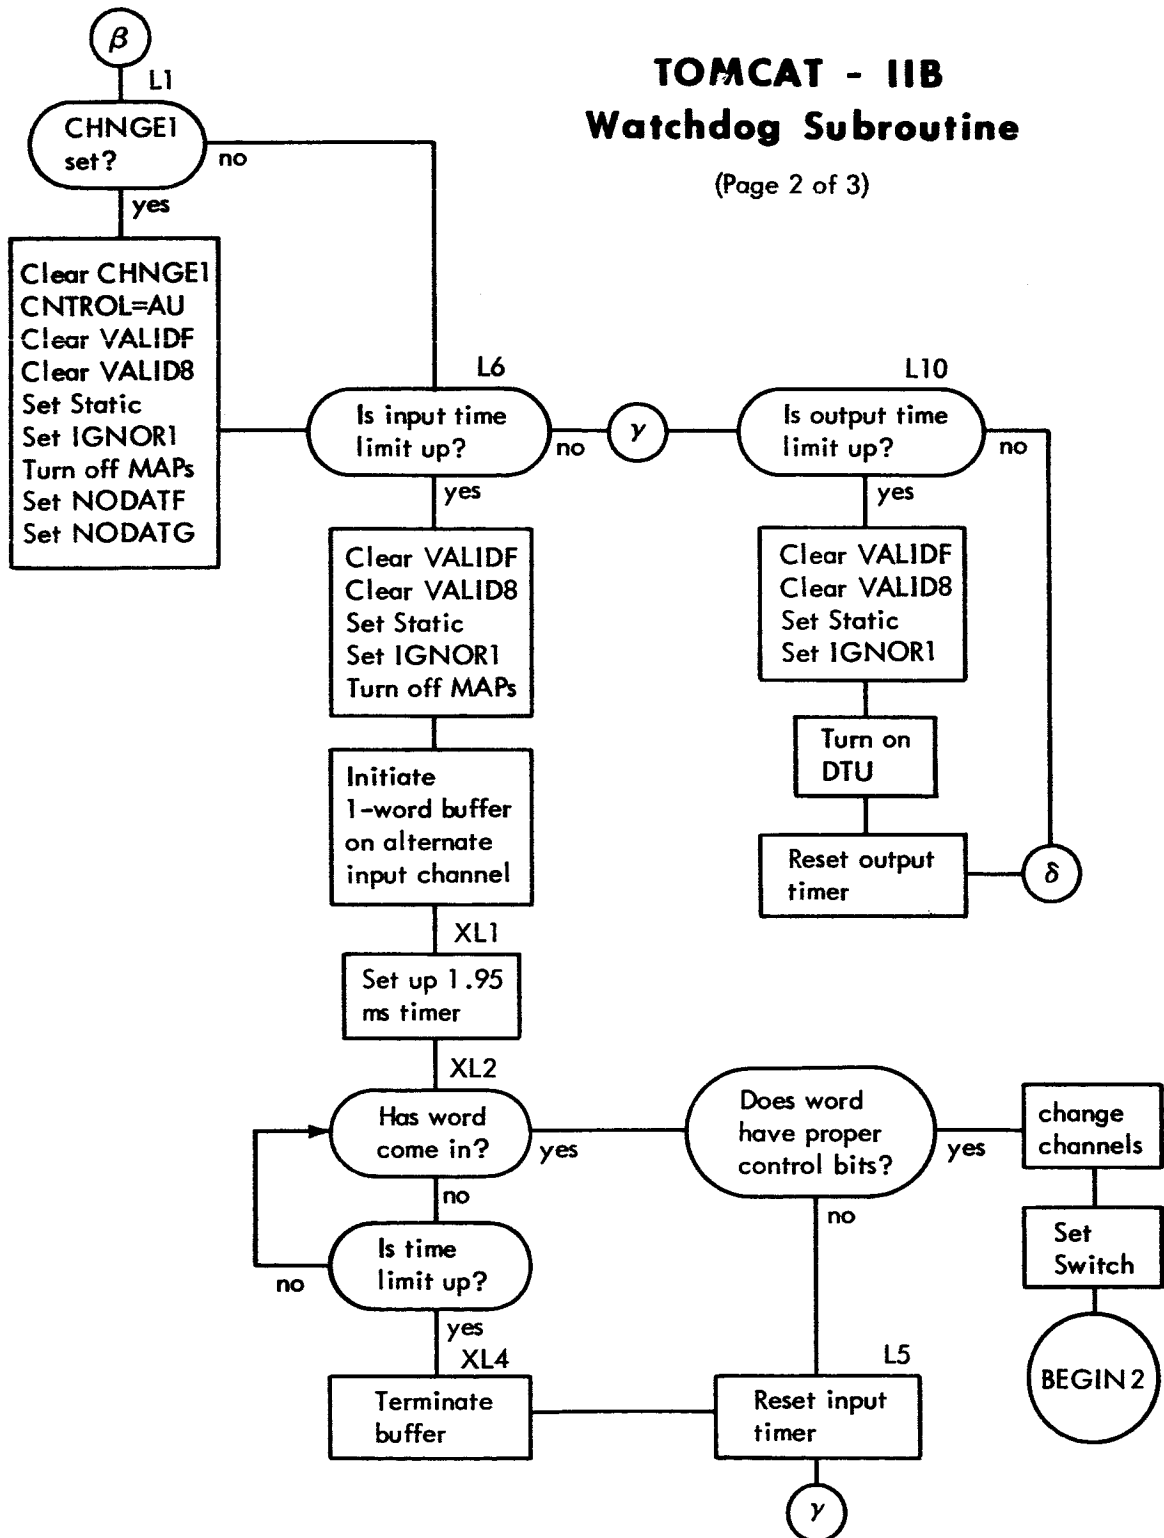 β
TOMCAT - IIB
Watchdog Subroutine
(Page 2 of 3)
L1
CHNGE1
set?
no
yes
Clear CHNGE1
CNTROL=AU
Clear VALIDF
Clear VALID8
Set Static
Set IGNOR1
Turn off MAPs
Set NODATF
Set NODATG
L6
Is input time
limit up?
no
γ
L10
Is output time
limit up?
no
yes
Clear VALIDF
Clear VALID8
Set Static
Set IGNOR1
Turn off MAPs
yes
Clear VALIDF
Clear VALID8
Set Static
Set IGNOR1
Turn on
DTU
Reset output
timer
δ
Initiate
1-word buffer
on alternate
input channel
XL1
Set up 1.95
ms timer
XL2
Has word
come in?
yes
Does word
have proper
control bits?
yes
change
channels
Set
Switch
BEGIN2
no
Is time
limit up?
no
yes
XL4
Terminate
buffer
no
L5
Reset input
timer
γ